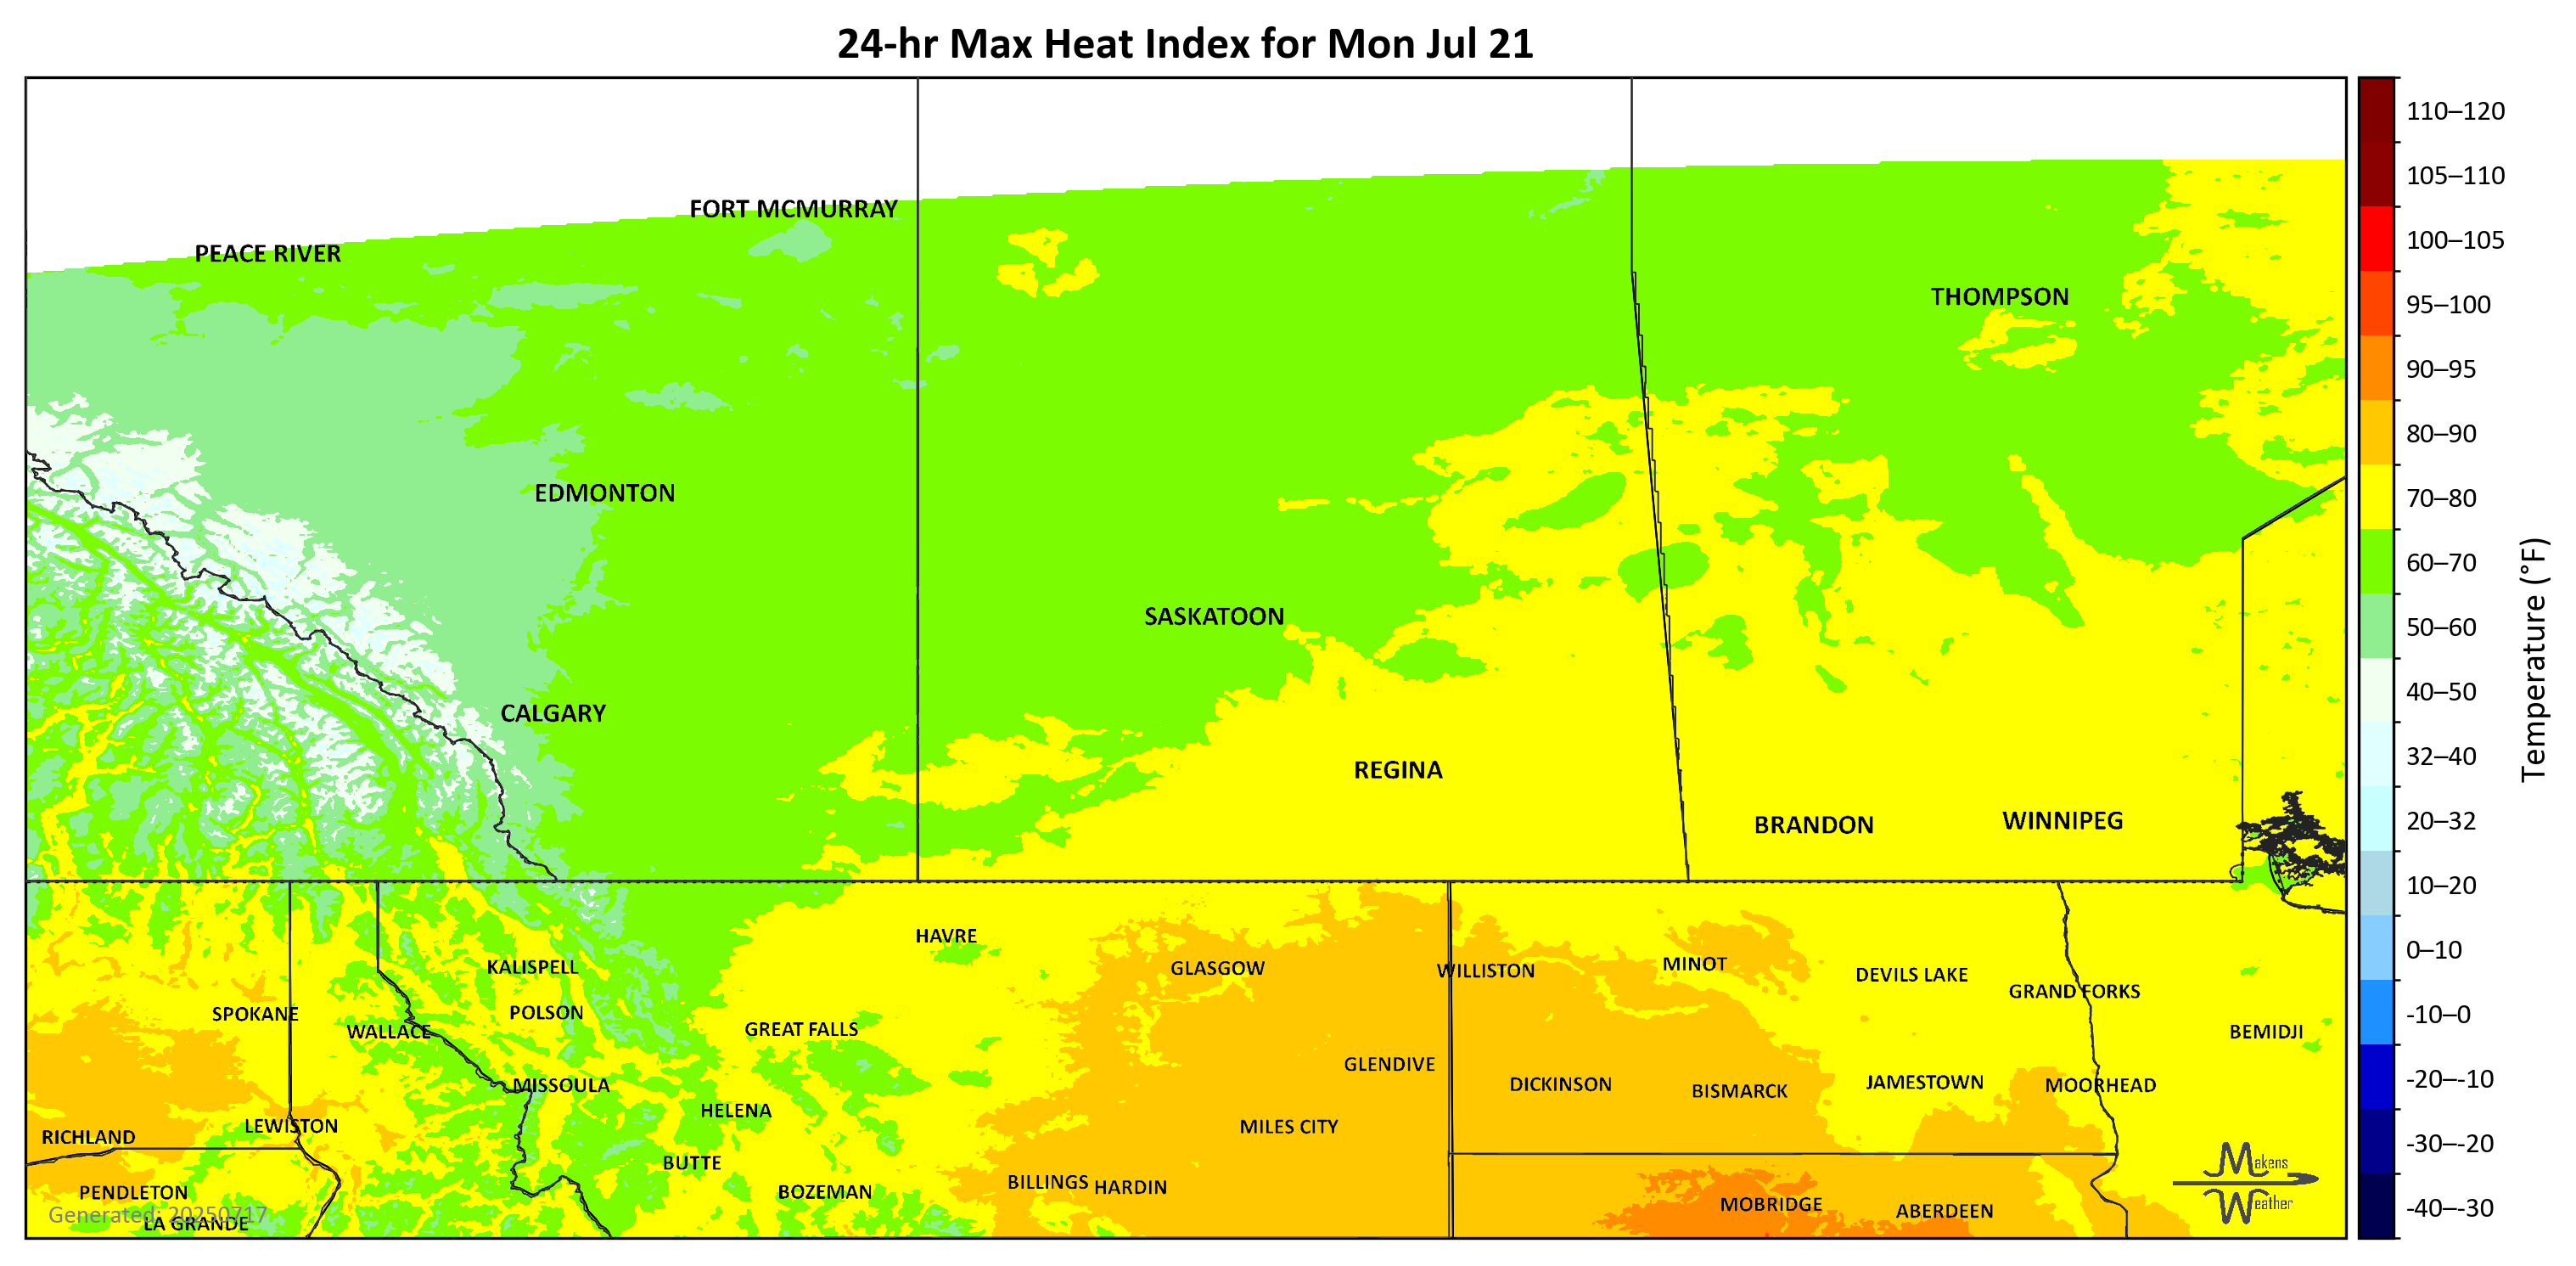 24-hr Max Heat Index for Mon Jul 21
110–120
105–110
100–105
95–100
90–95
80–90
70–80
60–70
50–60
40–50
32–40
20–32
10–20
0–10
-10–0
-20–-10
-30–-20
-40–-30
Temperature (°F)
FORT MCMURRAY
PEACE RIVER
THOMPSON
EDMONTON
SASKATOON
CALGARY
REGINA
BRANDON
WINNIPEG
HAVRE
KALISPELL
GLASGOW
WILLISTON
MINOT
DEVILS LAKE
GRAND FORKS
SPOKANE
POLSON
WALLACE
GREAT FALLS
BEMIDJI
GLENDIVE
MISSOULA
DICKINSON
BISMARCK
JAMESTOWN
MOORHEAD
HELENA
LEWISTON
MILES CITY
RICHLAND
BUTTE
BILLINGS
HARDIN
PENDLETON
BOZEMAN
MOBRIDGE
ABERDEEN
Generated: 20250717
LA GRANDE
Makens
Weather